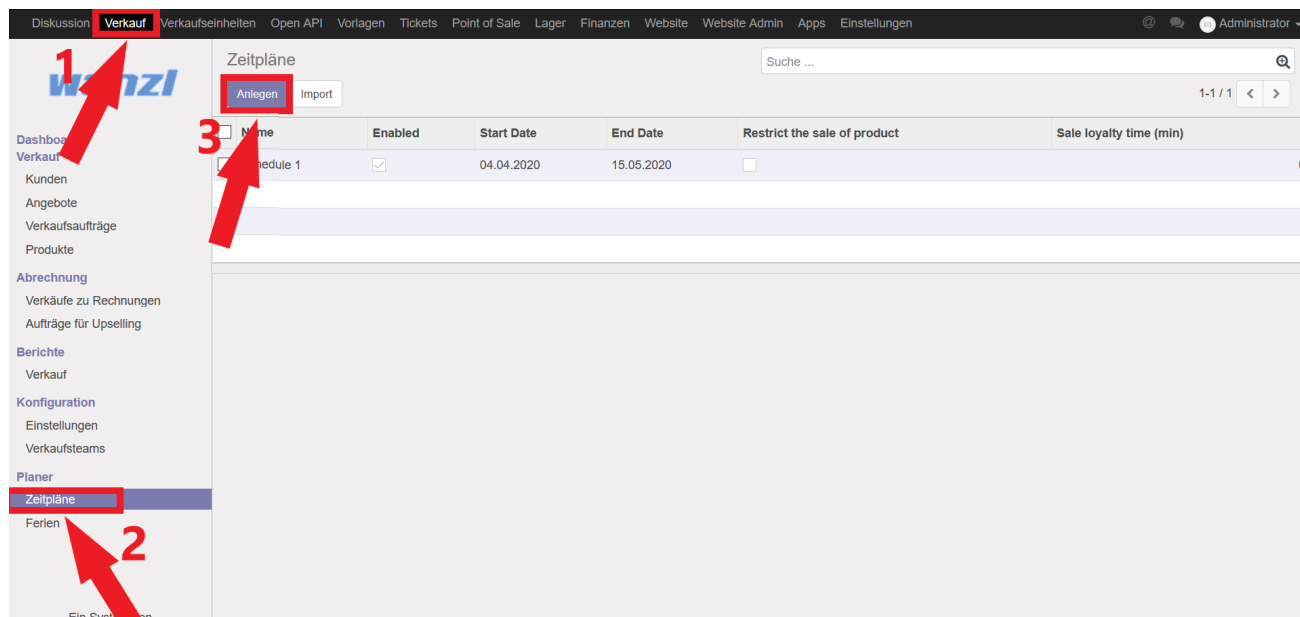 Diskussion Verkauf Verkaufseinheiten Open API Vorlagen Tickets Point of Sale Lager Finanzen Website Website Admin Apps Einstellungen @ Administrator
1
Zeitpläne
Suche ...
Anlegen Import
1-1 / 1
3
Name Enabled Start Date End Date Restrict the sale of product Sale loyalty time (min)
1 04.04.2020 15.05.2020
Verkauf
Kunden
Angebote
Verkaufsaufträge
Produkte
Abrechnung
Verkäufe zu Rechnungen
Aufträge für Upselling
Berichte
Verkauf
Konfiguration
Einstellungen
Verkaufsteams
Planer
Zeitpläne
Ferien
2